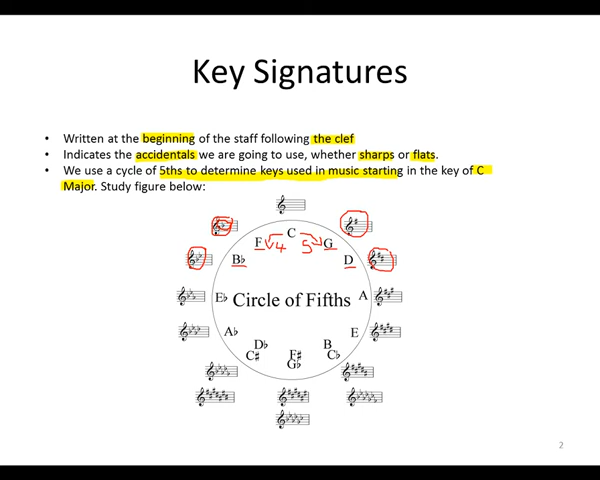 Key Signatures
• Written at the beginning of the staff following the clef
• Indicates the accidentals we are going to use, whether sharps or flats.
• We use a cycle of 5ths to determine keys used in music starting in the key of C
Major. Study figure below:
C
F 4 5 G
B♭ D
E♭ Circle of Fifths A
A♭ E
D♭ B
C♯ F♯ C♭
G♭
2